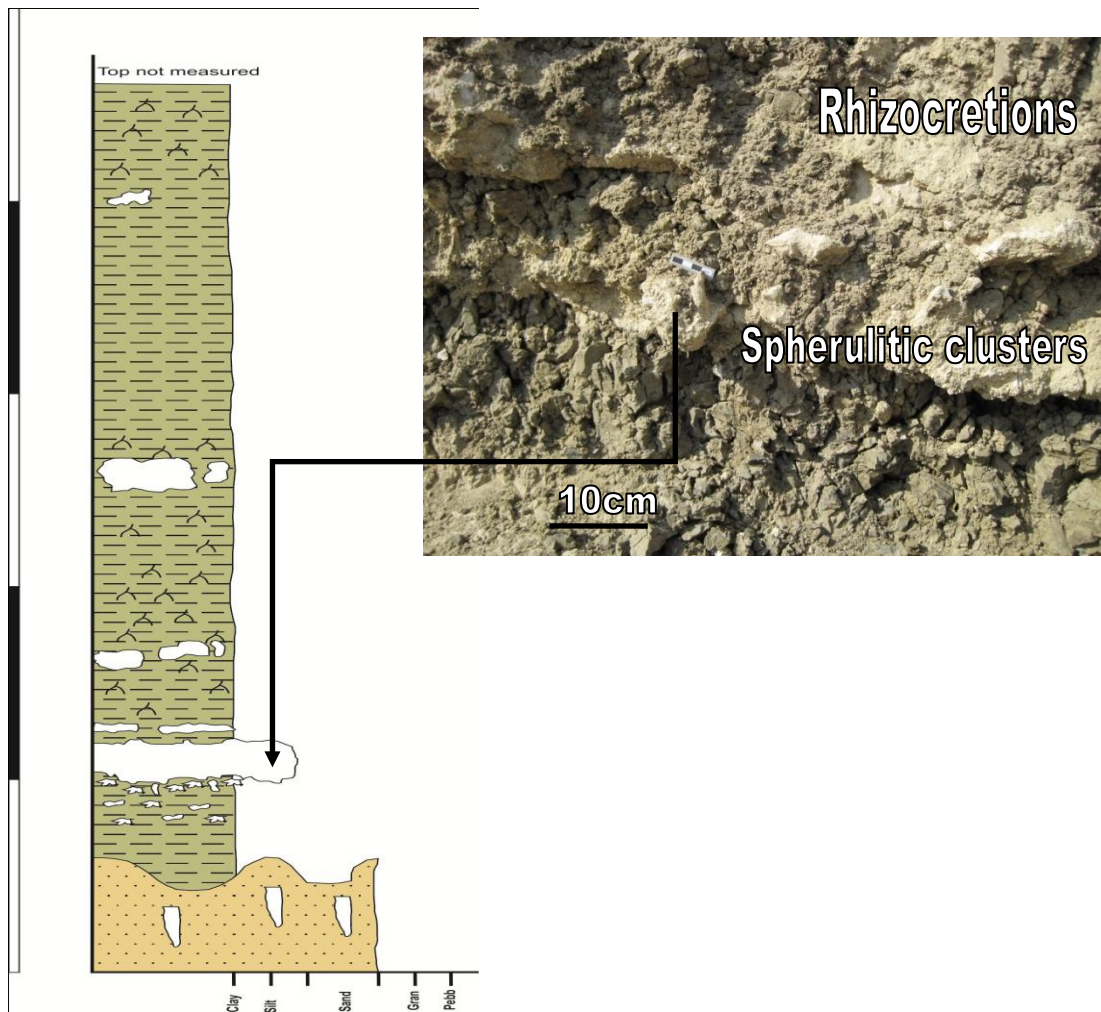 Top not measured
Rhizocretions
Spherulitic clusters
10cm
Clay
Silt
Sand
Gran
Pebb